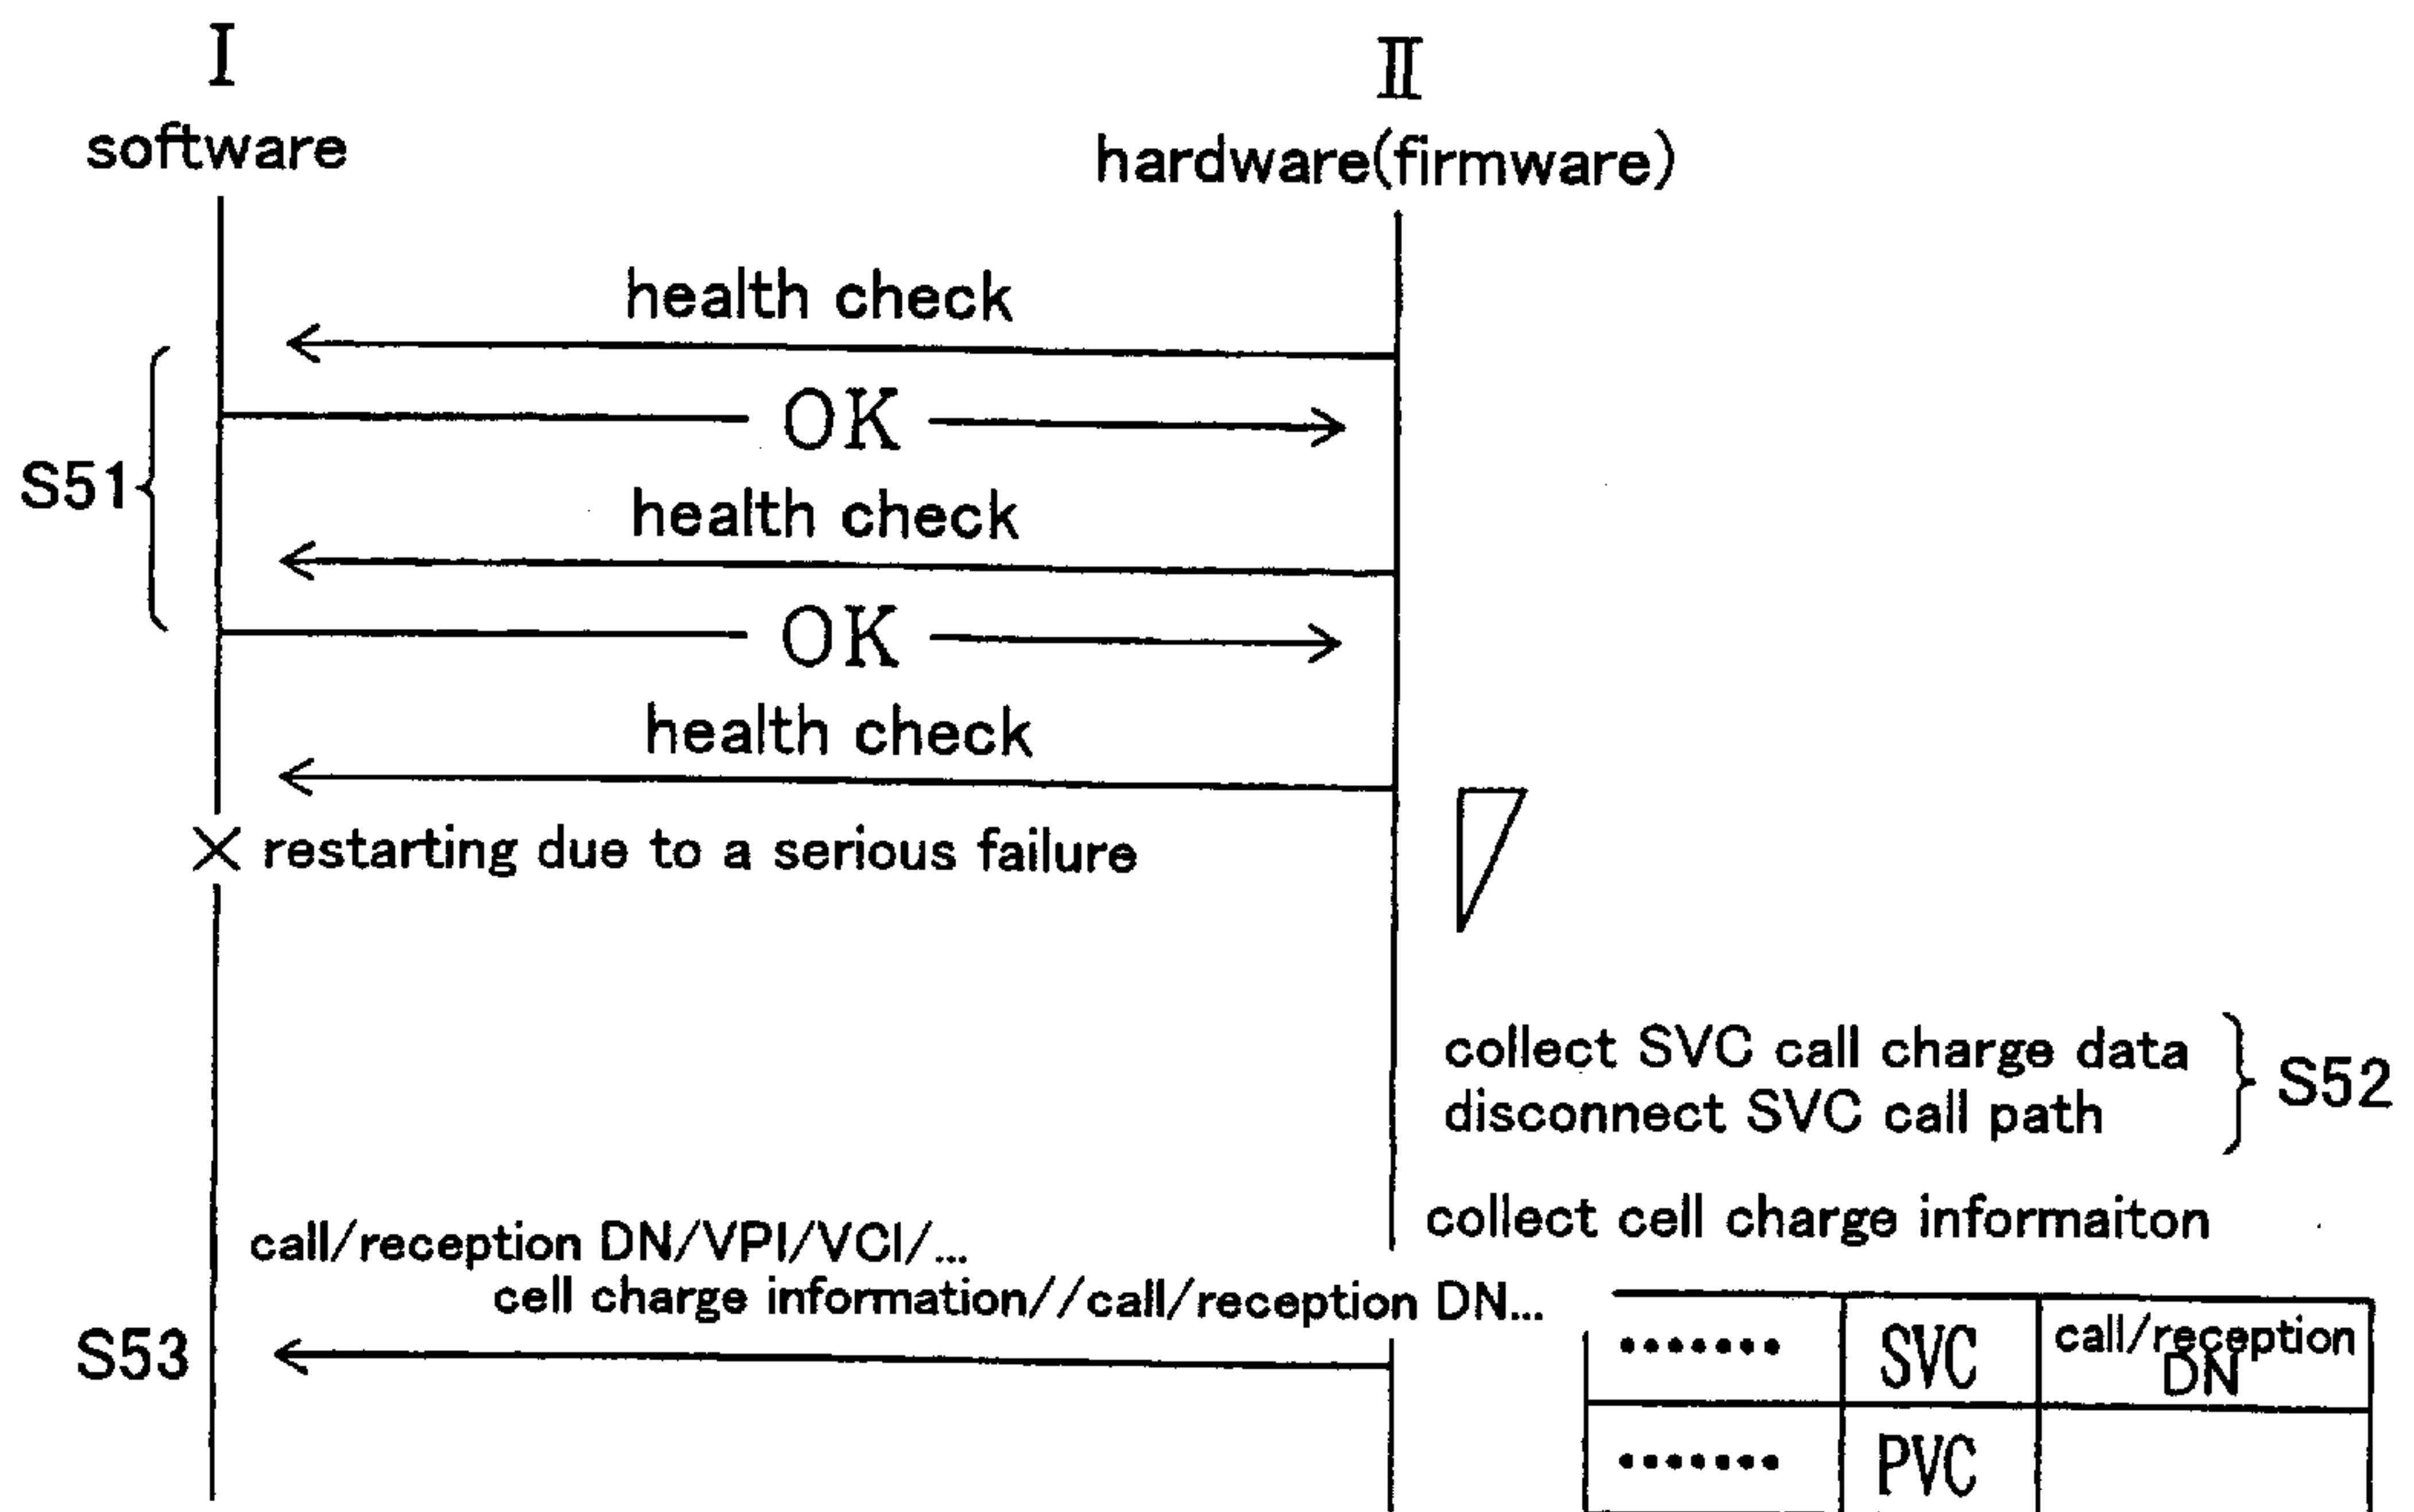 I
II
software
hardware(firmware)
health check
OK
S51
health check
OK
health check
× restarting due to a serious failure
collect SVC call charge data
disconnect SVC call path
S52
collect cell charge informaiton
call/reception DN/VPI/VCI/...
cell charge information//call/reception DN...
S53
....... SVC call/reception DN
....... PVC